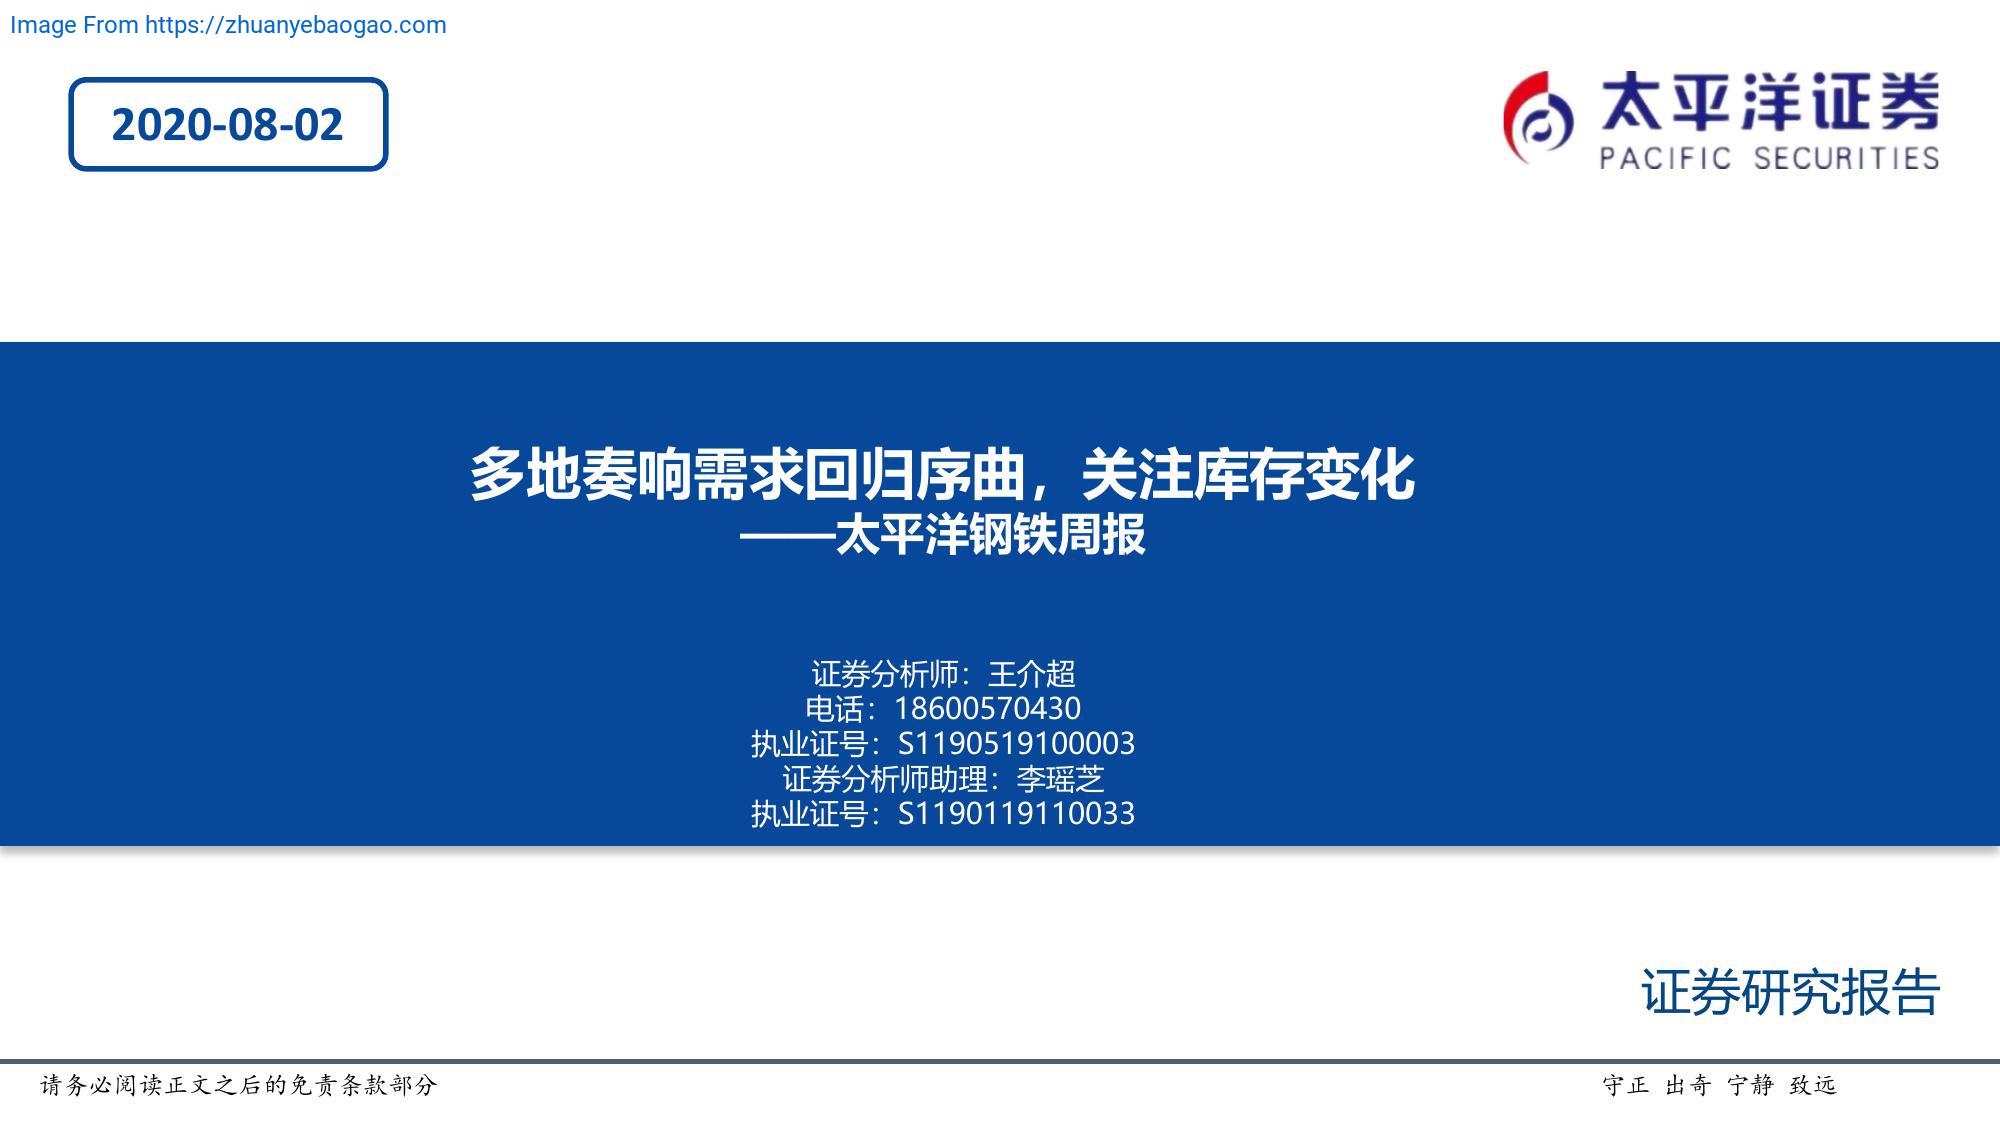 Image From https://zhuanyebaogao.com
2020-08-02
太平洋证券
PACIFIC SECURITIES
多地奏响需求回归序曲，关注库存变化
——太平洋钢铁周报
证券分析师：王介超
电话：18600570430
执业证号：S1190519100003
证券分析师助理：李瑶芝
执业证号：S1190119110033
证券研究报告
请务必阅读正文之后的免责条款部分
守正 出奇 宁静 致远